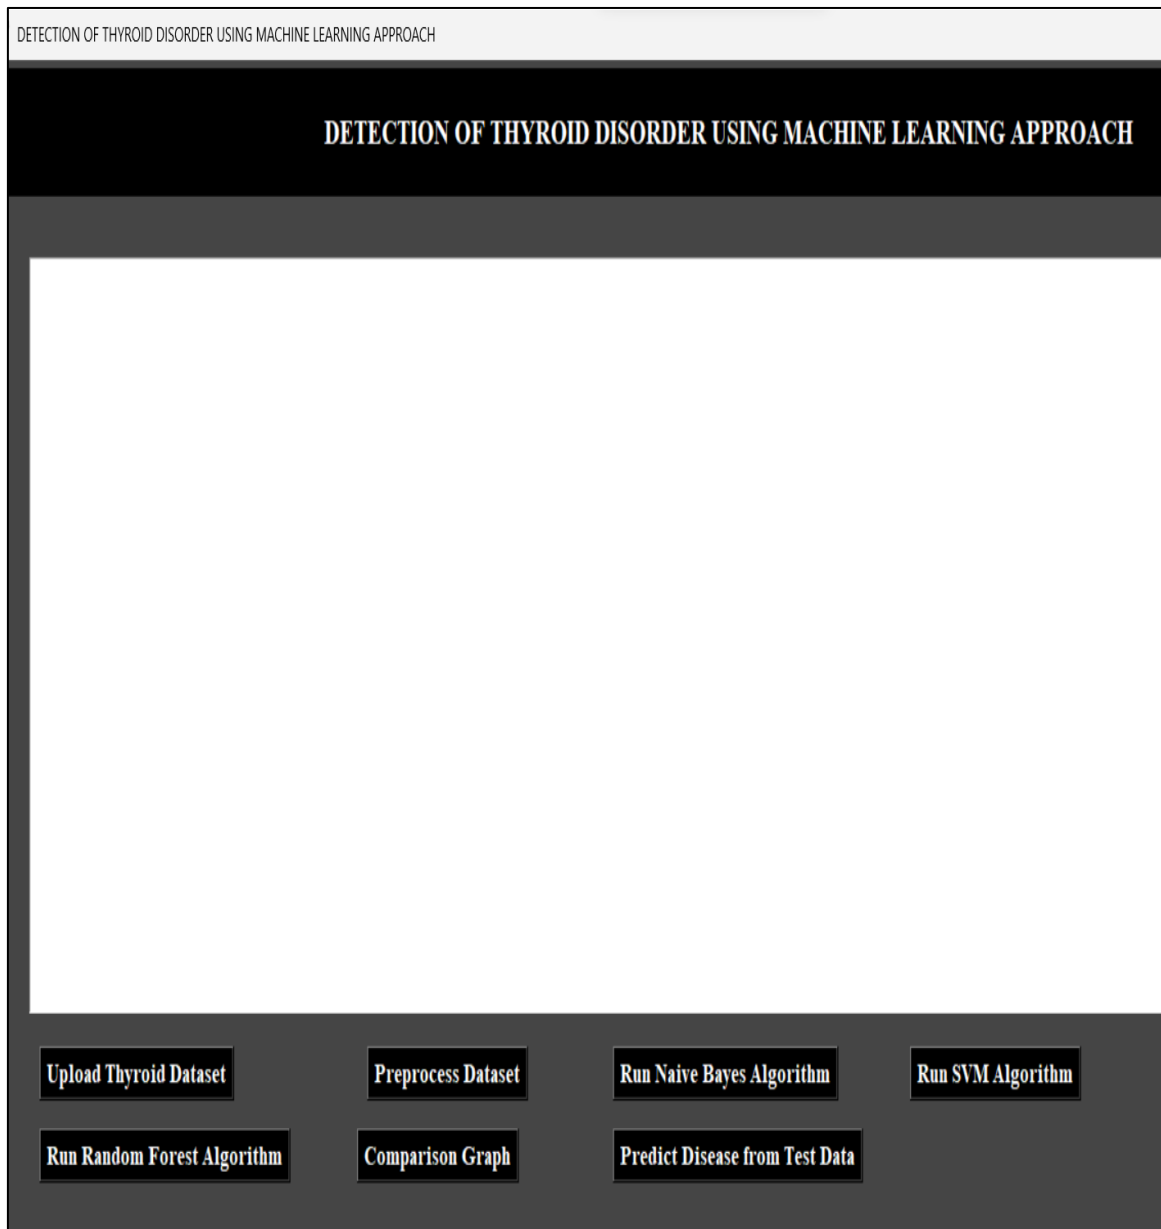 DETECTION OF THYROID DISORDER USING MACHINE LEARNING APPROACH
DETECTION OF THYROID DISORDER USING MACHINE LEARNING APPROACH
Upload Thyroid Dataset
Preprocess Dataset
Run Naive Bayes Algorithm
Run SVM Algorithm
Run Random Forest Algorithm
Comparison Graph
Predict Disease from Test Data